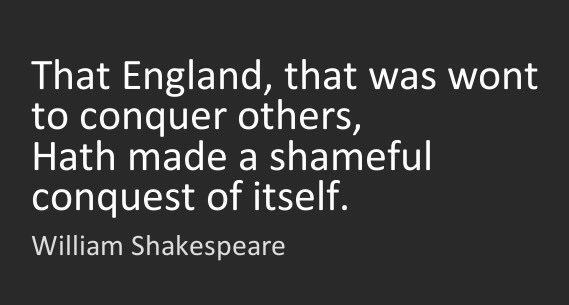 That England, that was wont
to conquer others,
Hath made a shameful
conquest of itself.
William Shakespeare